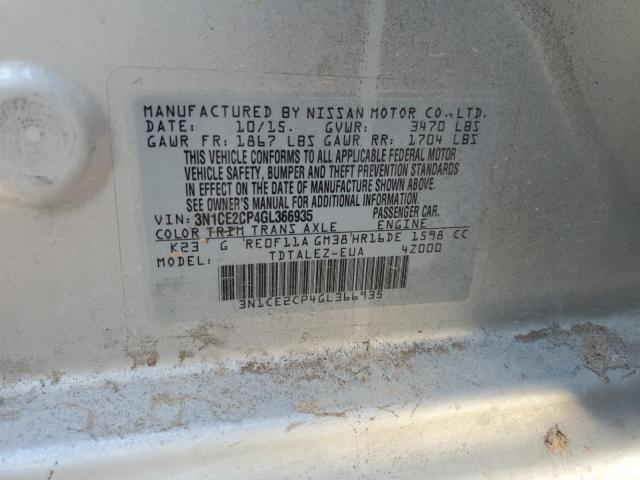 MANUFACTURED BY NISSAN MOTOR CO., LTD.
DATE: 10/15. GVWR: 3470 LBS
GAWR FR: 1867 LBS GAWR RR: 1704 LBS
THIS VEHICLE CONFORMS TO ALL APPLICABLE FEDERAL MOTOR
VEHICLE SAFETY, BUMPER AND THEFT PREVENTION STANDARDS
IN EFFECT ON THE DATE OF MANUFACTURE SHOWN ABOVE.
SEE OWNER'S MANUAL FOR ADDITIONAL INFORMATION.
VIN: 3N1CE2CP4GL366935 PASSENGER CAR.
COLOR TRIM TRANS AXLE ENGINE
K23 G RE0F11A GM38 HR16DE 1598 CC
MODEL: TDTALEZ-EUA 4Z000
3N1CE2CP4GL366935